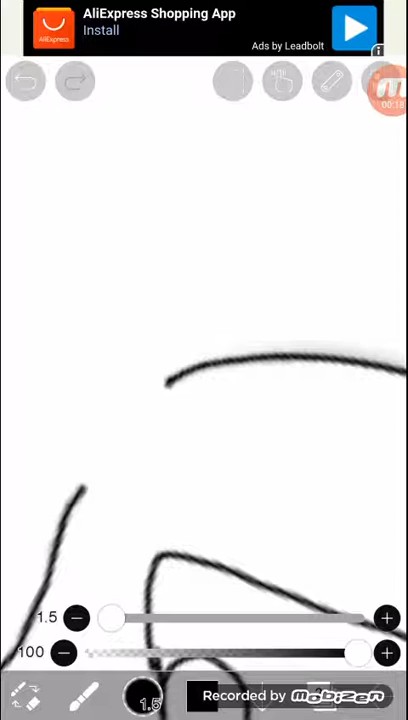 AliExpress Shopping App
Install
AliExpress
Ads by Leadbolt
00:18
1.5
100
1.5
Recorded by mobizen